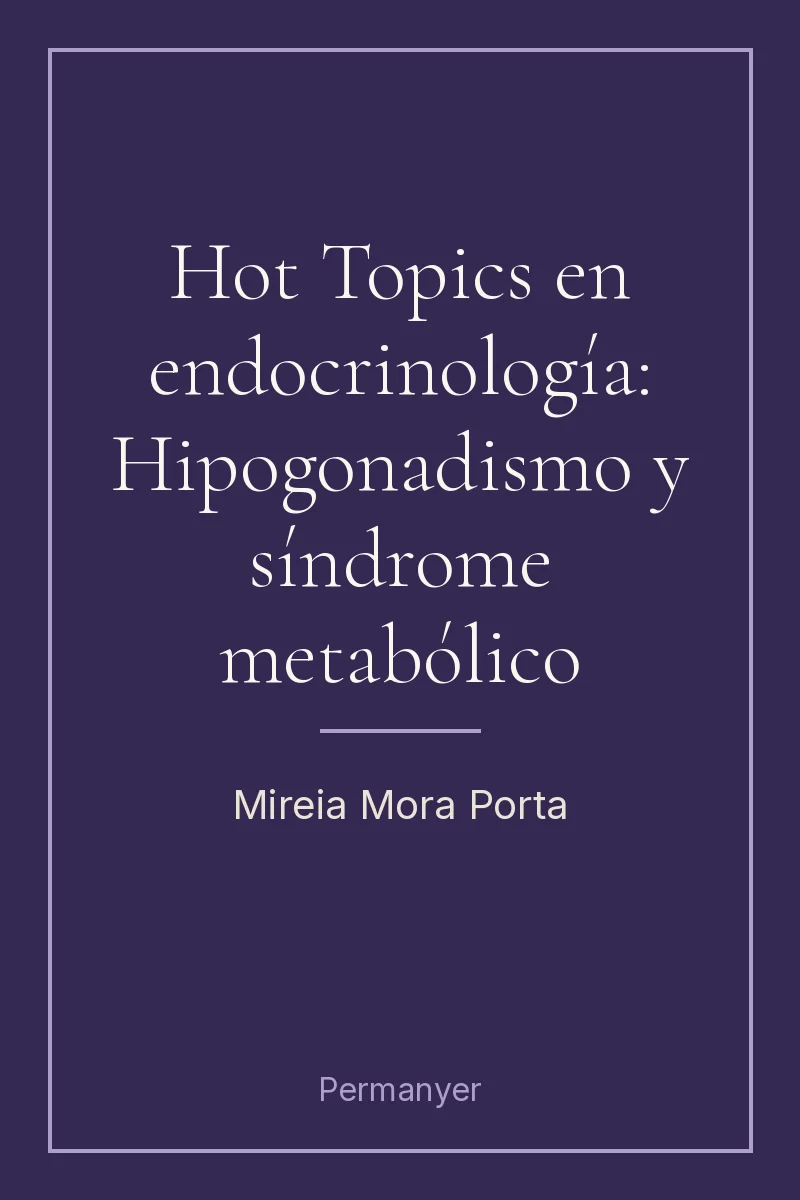 Hot Topics en
endocrinología:
Hipogonadismo y
síndrome
metabólico
Mireia Mora Porta
Permanyer